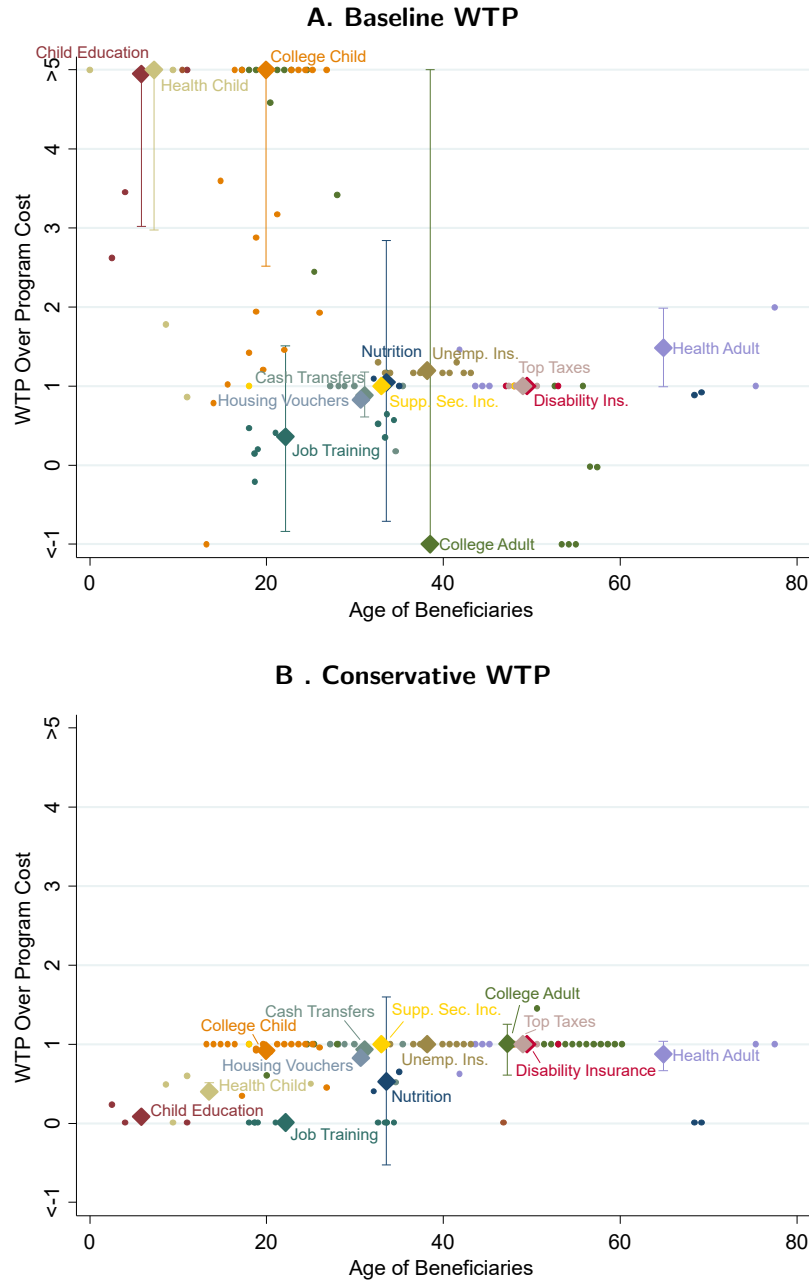 A. Baseline WTP
WTP Over Program Cost
>5
4
3
2
1
0
<-1
Child Education
College Child
Health Child
Nutrition
Unemp. Ins.
Cash Transfers
Top Taxes
Health Adult
Housing Vouchers
Supp. Sec. Inc.
Disability Ins.
Job Training
College Adult
0
20
40
60
80
Age of Beneficiaries
B . Conservative WTP
WTP Over Program Cost
>5
4
3
2
1
0
<-1
College Adult
Cash Transfers
Supp. Sec. Inc.
College Child
Top Taxes
Housing Vouchers
Unemp. Ins.
Health Adult
Disability Insurance
Health Child
Nutrition
Child Education
Job Training
0
20
40
60
80
Age of Beneficiaries